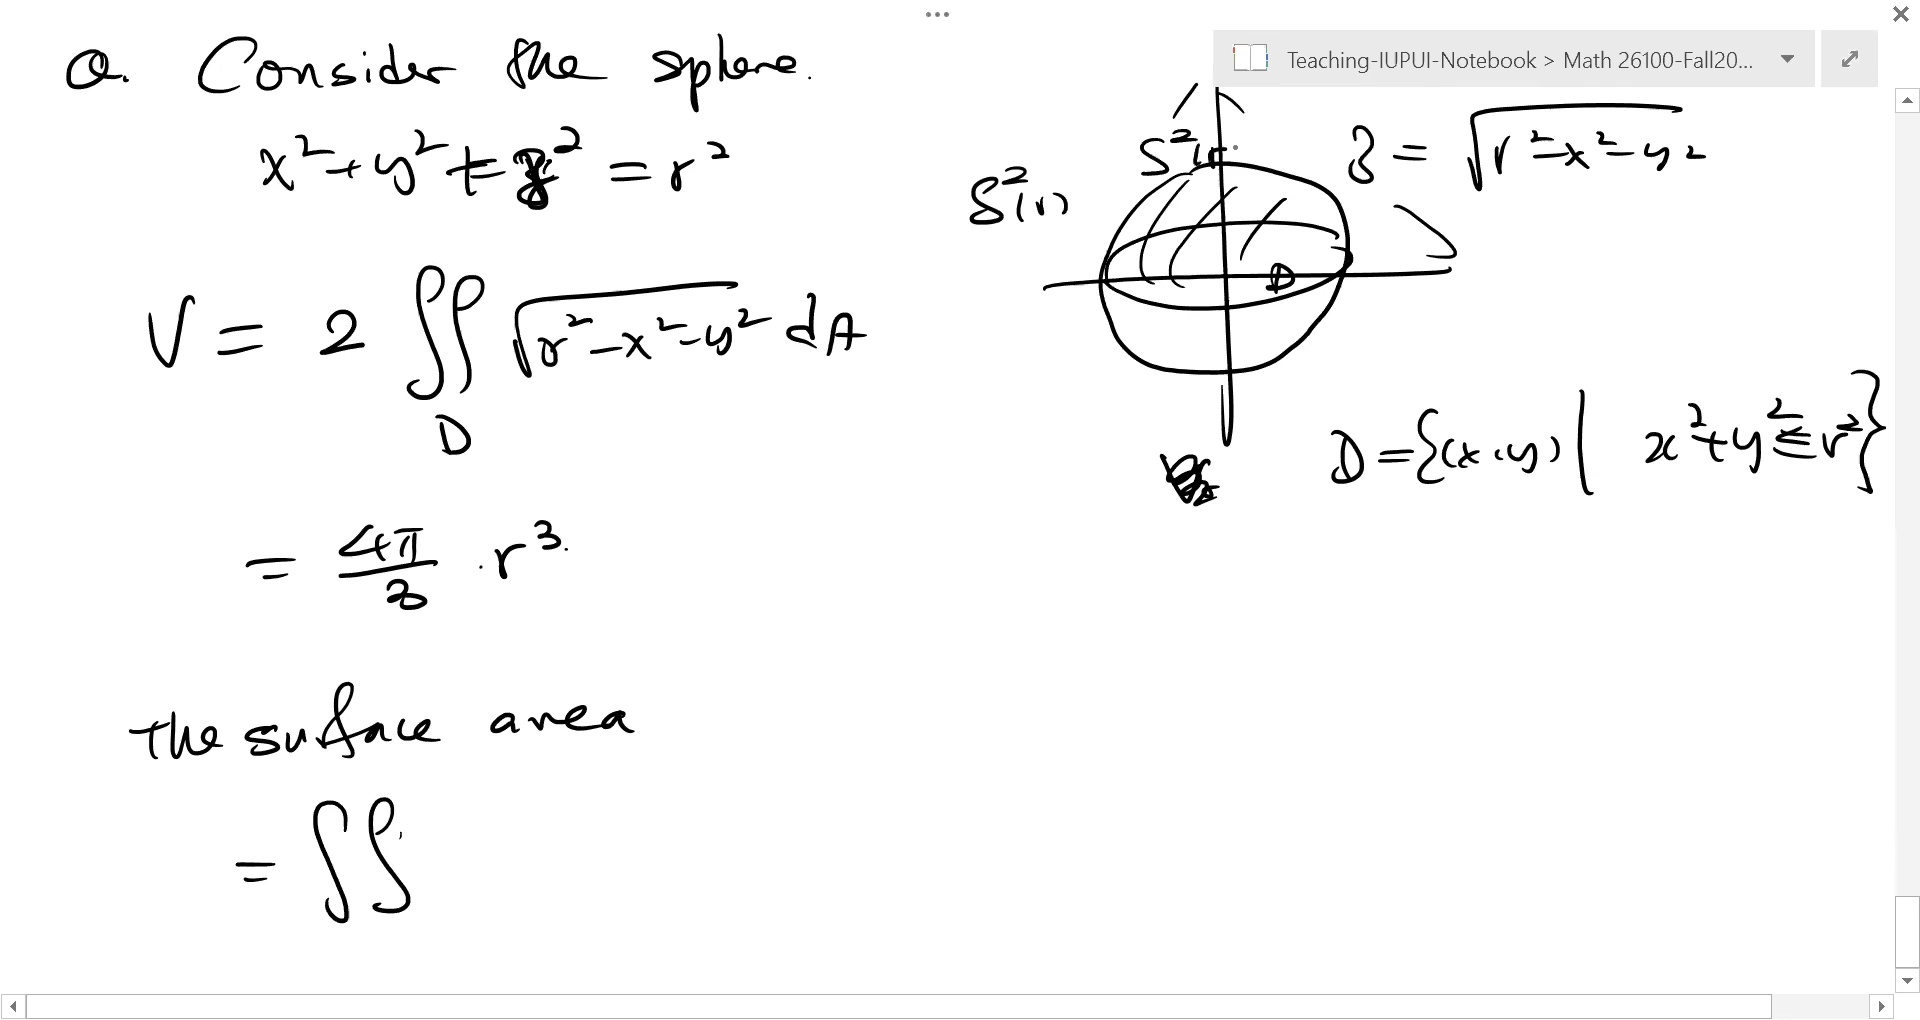 Q. Consider the sphere.
x² + y² + z² = r²
V = 2 ∬ √(r² - x² - y²) dA
D
= 4π/3 · r³.
the surface area
= ∬
Teaching-IUPUI-Notebook > Math 26100-Fall20...
S²(r
S²(r)
z = √(r² - x² - y²)
D
D = {(x, y) | x² + y² ≤ r²}